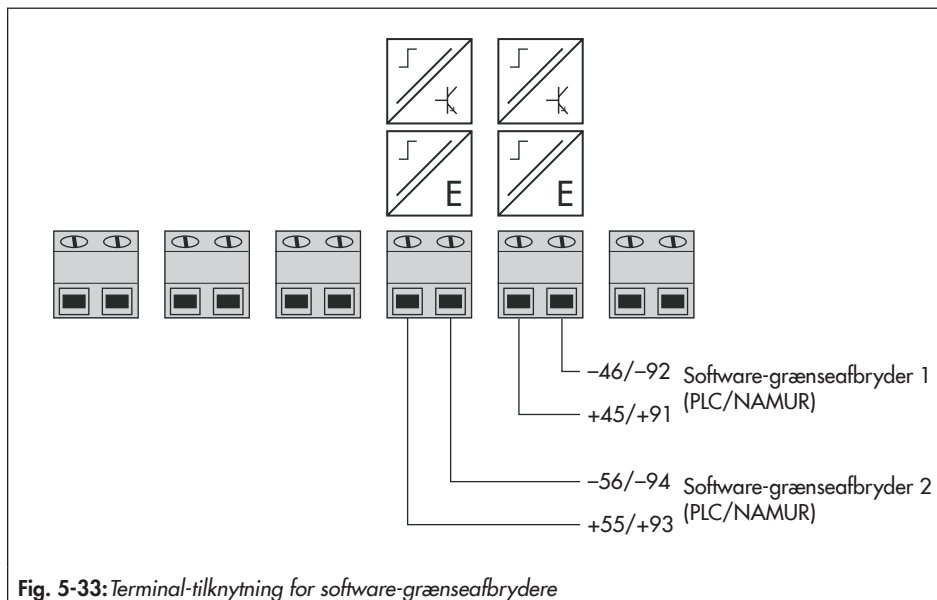 E E
–46/–92 Software-grænseafbryder 1
(PLC/NAMUR)
+45/+91
–56/–94 Software-grænseafbryder 2
(PLC/NAMUR)
+55/+93
Fig. 5-33: Terminal-tilknytning for software-grænseafbrydere